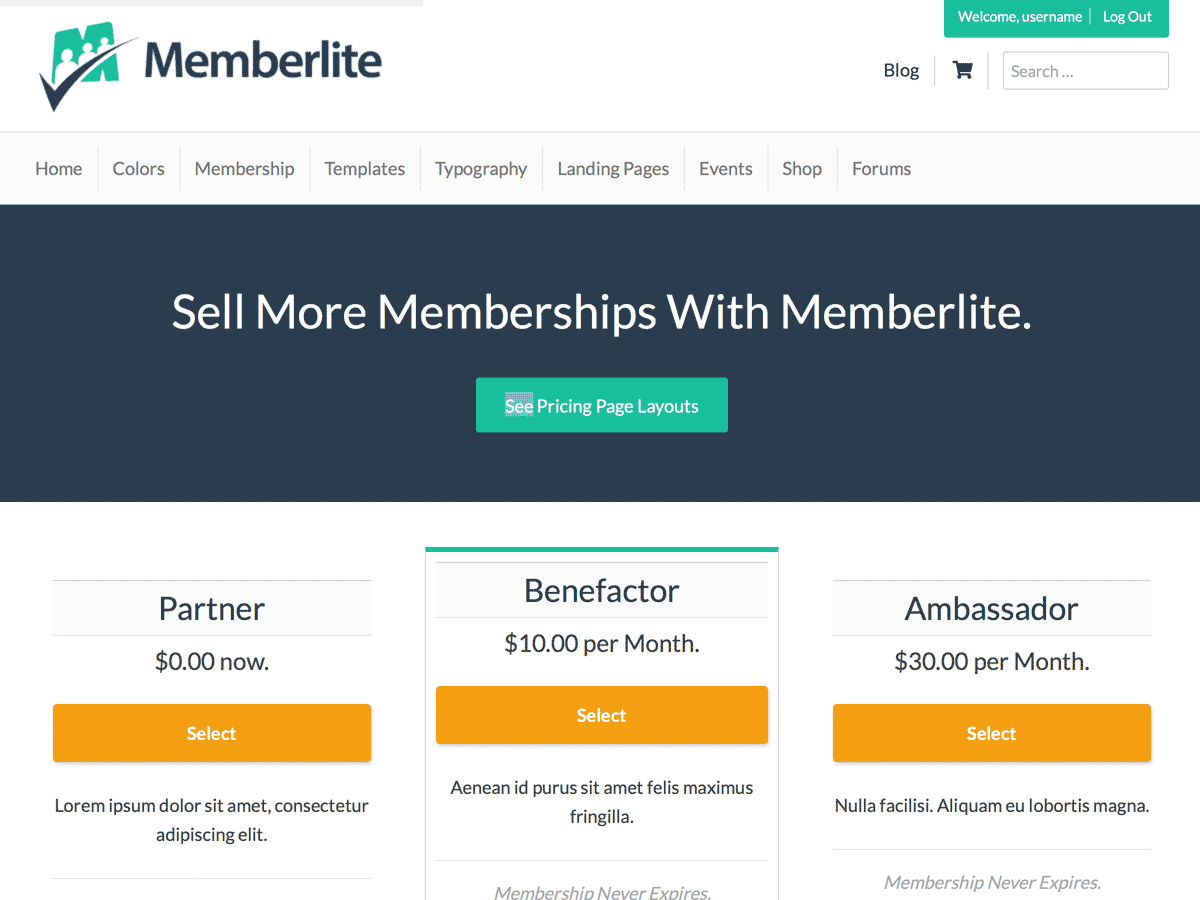 Welcome, username Log Out
Memberlite
Blog
Search ...
Home Colors Membership Templates Typography Landing Pages Events Shop Forums
Sell More Memberships With Memberlite.
See Pricing Page Layouts
Partner
$0.00 now.
Select
Lorem ipsum dolor sit amet, consectetur
adipiscing elit.
Benefactor
$10.00 per Month.
Select
Aenean id purus sit amet felis maximus
fringilla.
Membership Never Expires.
Ambassador
$30.00 per Month.
Select
Nulla facilisi. Aliquam eu lobortis magna.
Membership Never Expires.